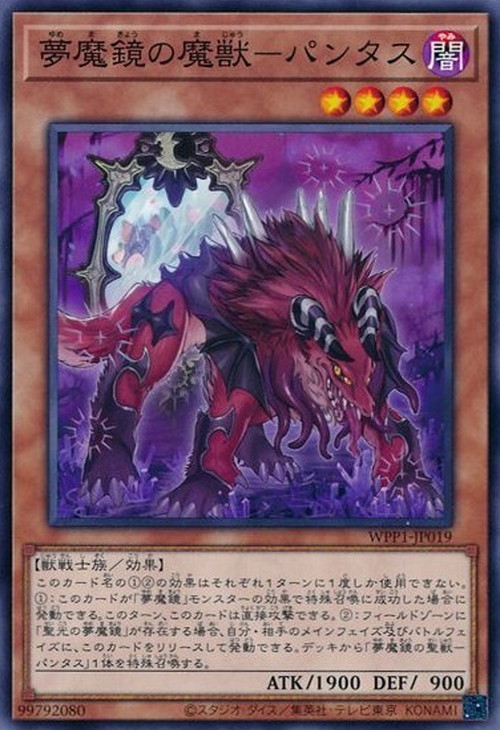 夢魔鏡の魔獣－パンタス
闇
WPP1-JP019
【獣戦士族／効果】
このカード名の①②の効果はそれぞれ1ターンに1度しか使用できない。
①：このカードが「夢魔鏡」モンスターの効果で特殊召喚に成功した場合に
発動できる。このターン、このカードは直接攻撃できる。②：フィールドゾーンに
「聖光の夢魔鏡」が存在する場合、自分・相手のメインフェイズ及びバトルフェ
イズに、このカードをリリースして発動できる。デッキから「夢魔鏡の聖獣－
パンタス」1体を特殊召喚する。
ATK/1900 DEF/ 900
99792080
©スタジオ・ダイス／集英社・テレビ東京 KONAMI